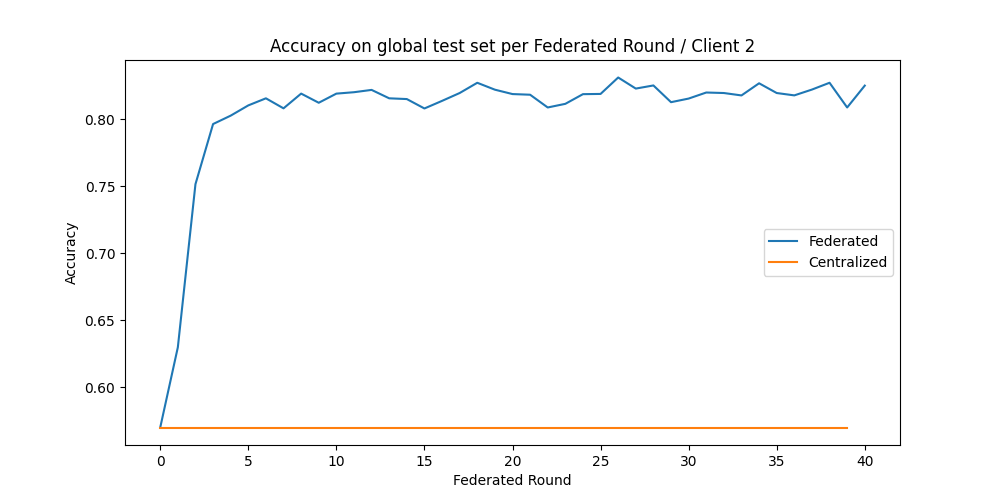 Accuracy on global test set per Federated Round / Client 2
Accuracy
0.80
0.75
0.70
0.65
0.60
Federated
Centralized
0 5 10 15 20 25 30 35 40
Federated Round